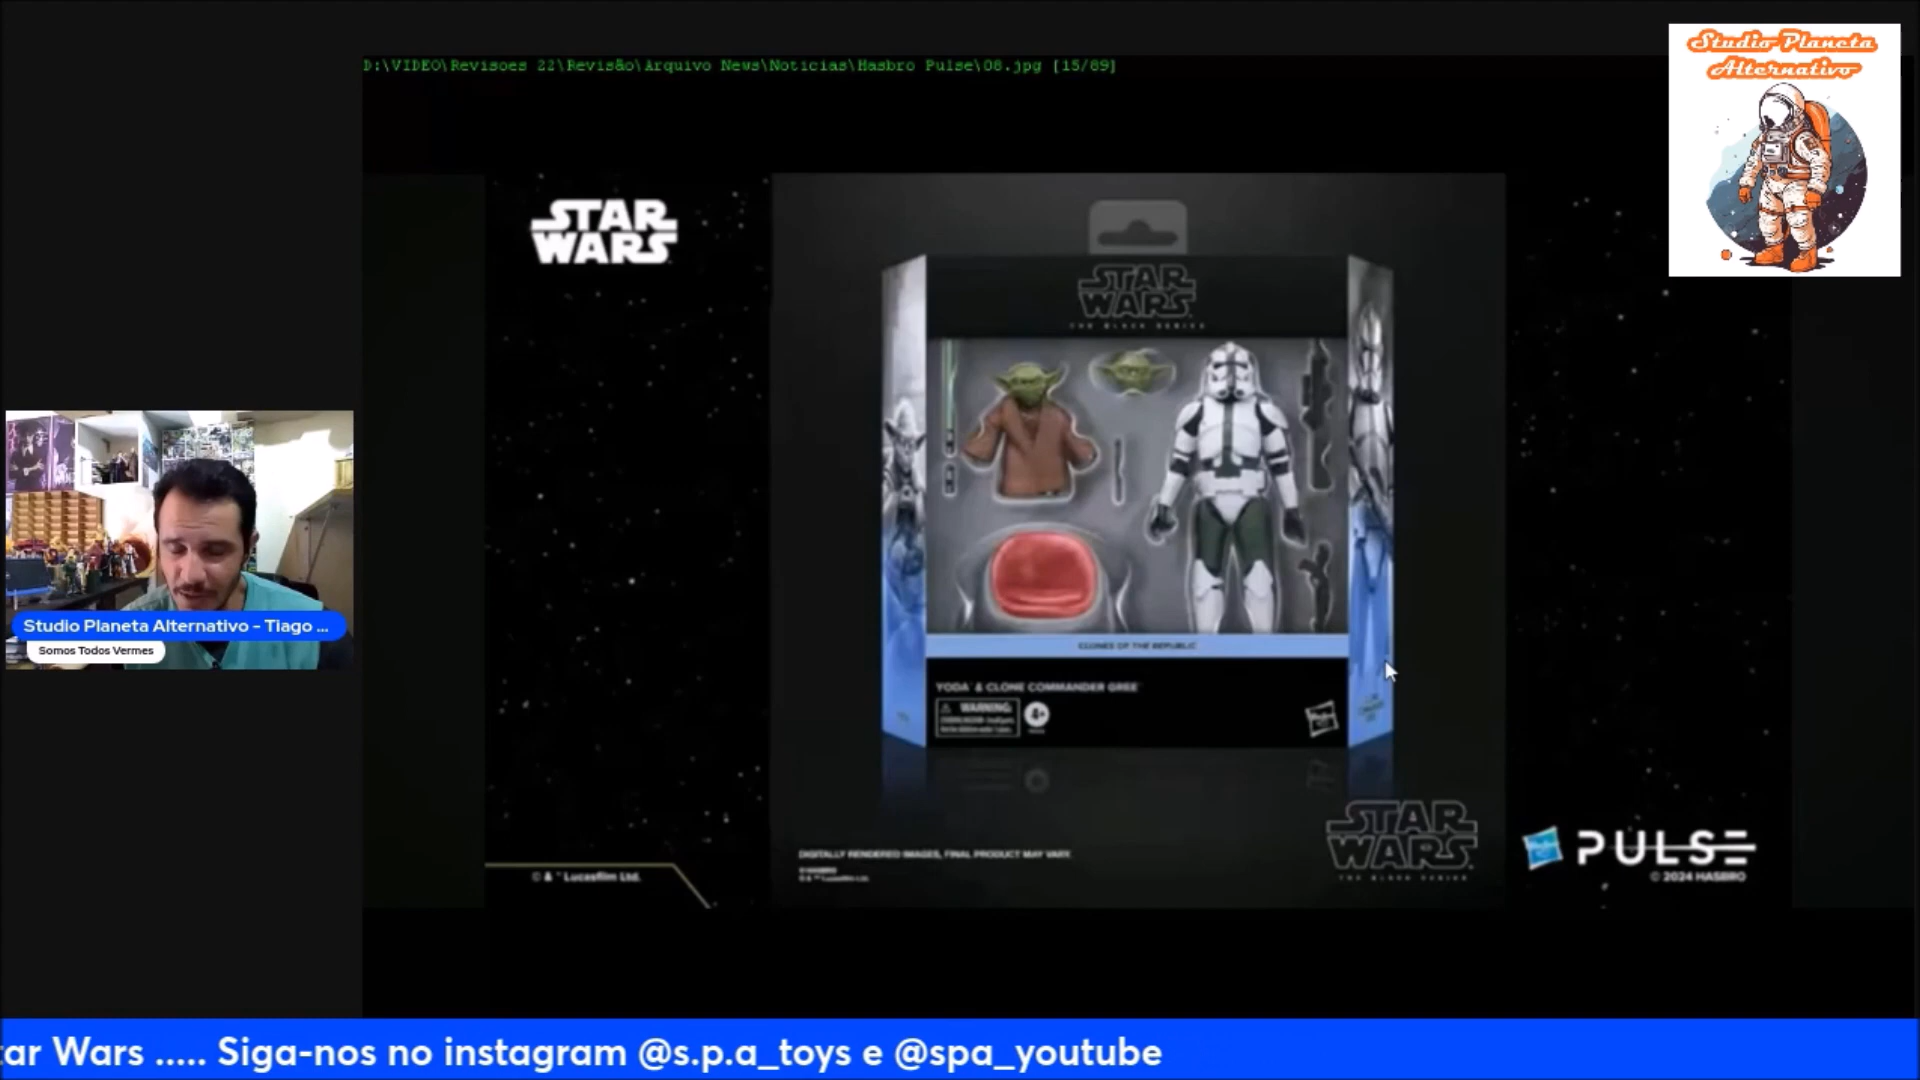 D:\VIDEO\Revisoes 22\Revisão\Arquivo News\Noticias\Hasbro Pulse\08.jpg [15/89]
Studio Planeta
Alternativo
STAR
WARS
STAR
WARS
THE BLACK SERIES
CLONES OF THE REPUBLIC
YODA & CLONE COMMANDER GREE
WARNING:
4+
Studio Planeta Alternativo - Tiago ...
Somos Todos Vermes
DIGITALLY RENDERED IMAGES, FINAL PRODUCT MAY VARY.
STAR
WARS
THE BLACK SERIES
© & ™ Lucasfilm Ltd.
PULSE
© 2024 HASBRO
ar Wars ..... Siga-nos no instagram @s.p.a_toys e @spa_youtube